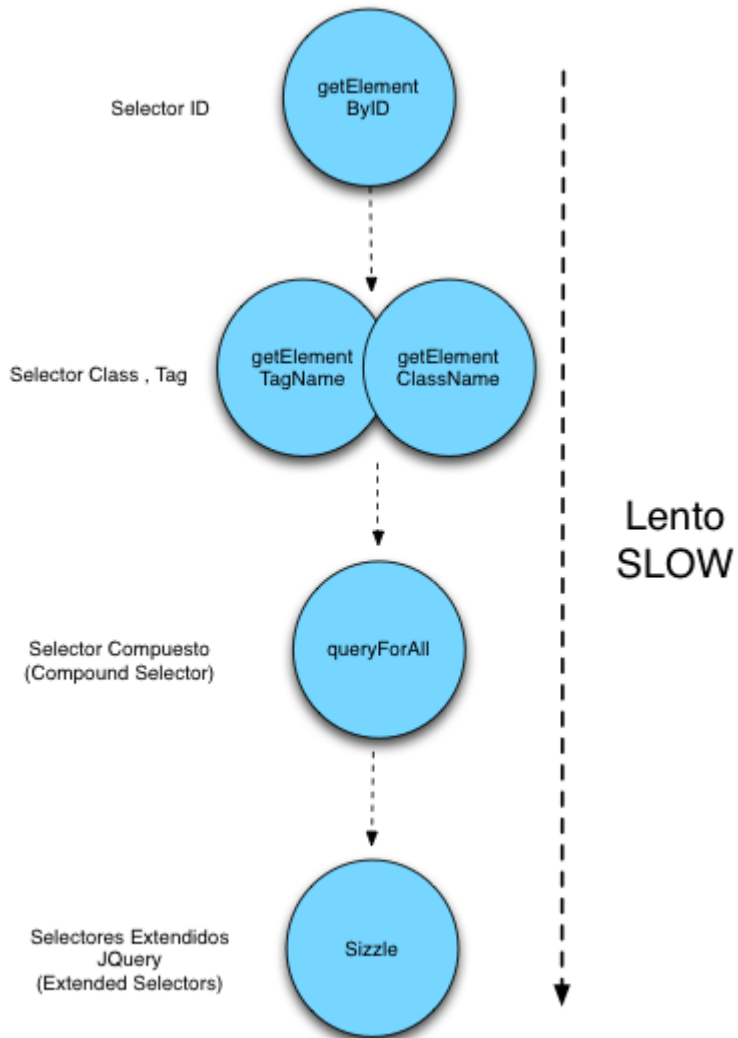 getElement
ByID
Selector ID
getElement
TagName
getElement
ClassName
Selector Class , Tag
Lento
SLOW
Selector Compuesto
(Compound Selector)
queryForAll
Selectores Extendidos
JQuery
(Extended Selectors)
Sizzle